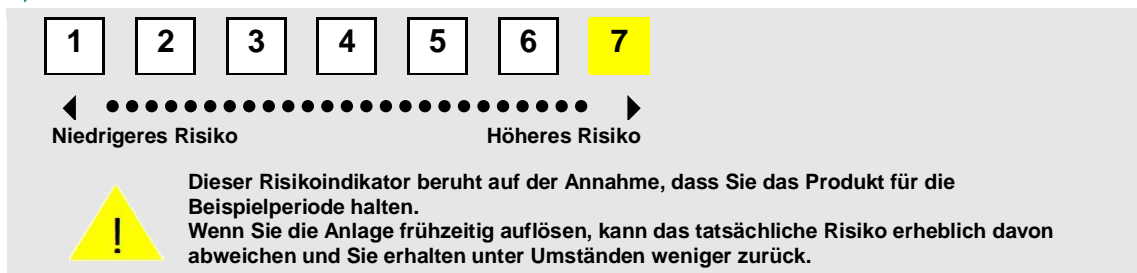 1 2 3 4 5 6 7
Niedrigeres Risiko Höheres Risiko
Dieser Risikoindikator beruht auf der Annahme, dass Sie das Produkt für die
Beispielperiode halten.
!
Wenn Sie die Anlage frühzeitig auflösen, kann das tatsächliche Risiko erheblich davon
abweichen und Sie erhalten unter Umständen weniger zurück.